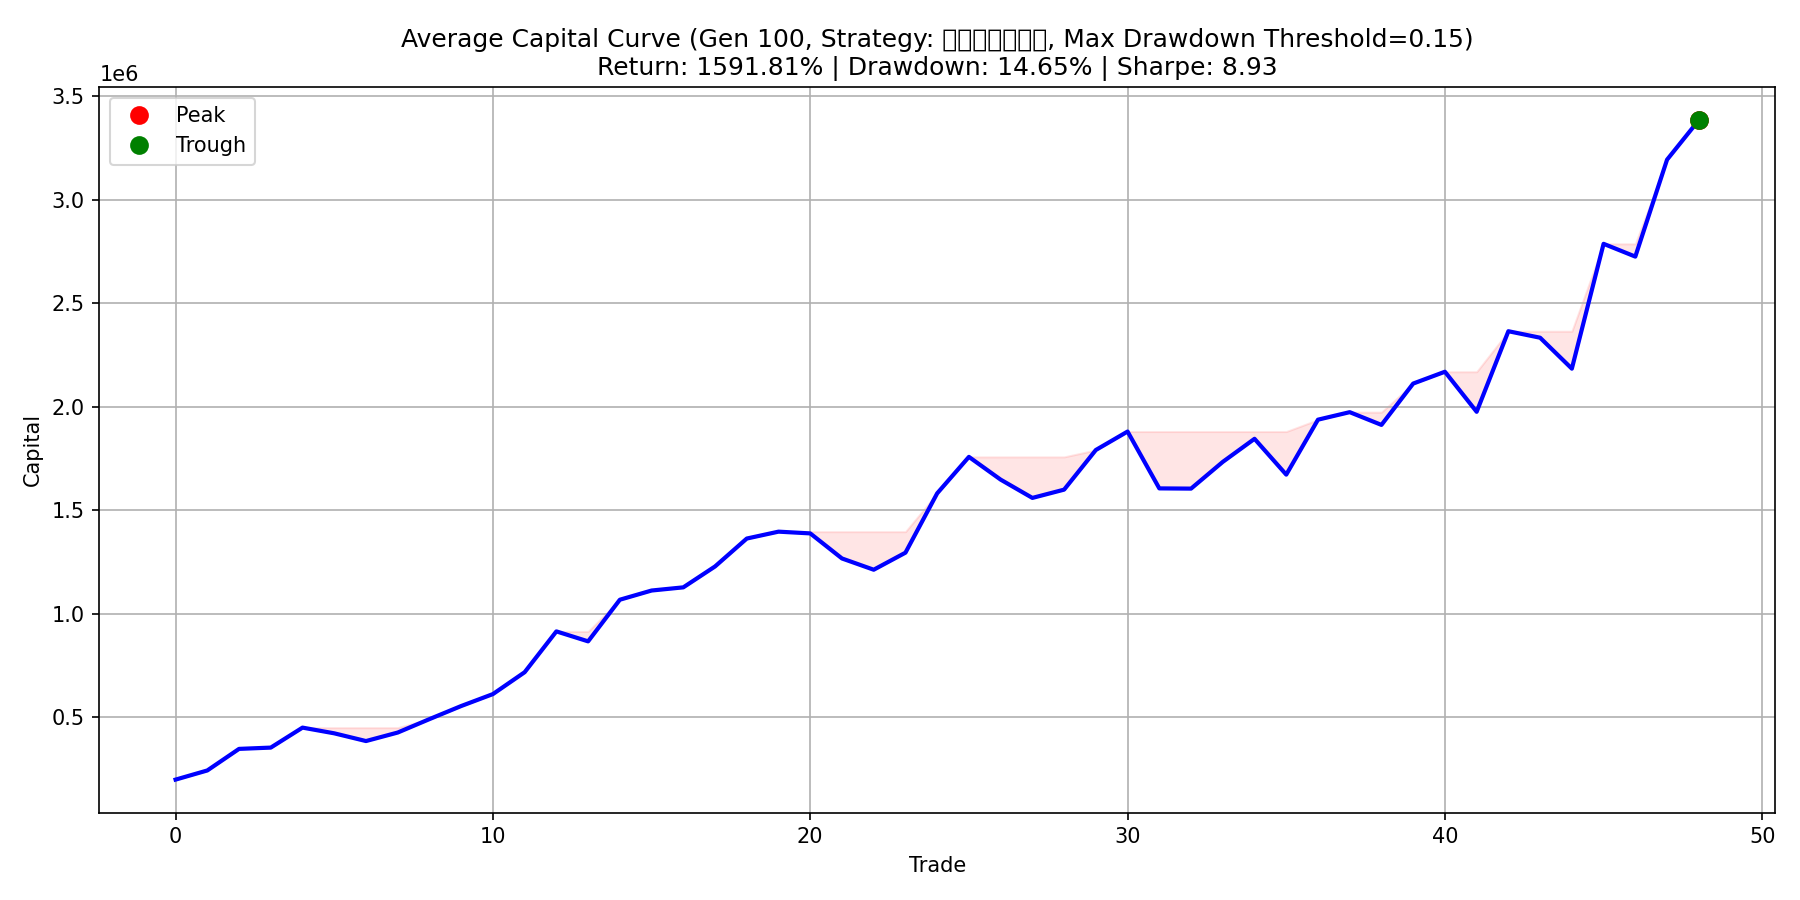 Average Capital Curve (Gen 100, Strategy: , Max Drawdown Threshold=0.15)
Return: 1591.81% | Drawdown: 14.65% | Sharpe: 8.93
1e6
Peak
Trough
3.5
3.0
2.5
2.0
1.5
1.0
0.5
Capital
0
10
20
30
40
50
Trade